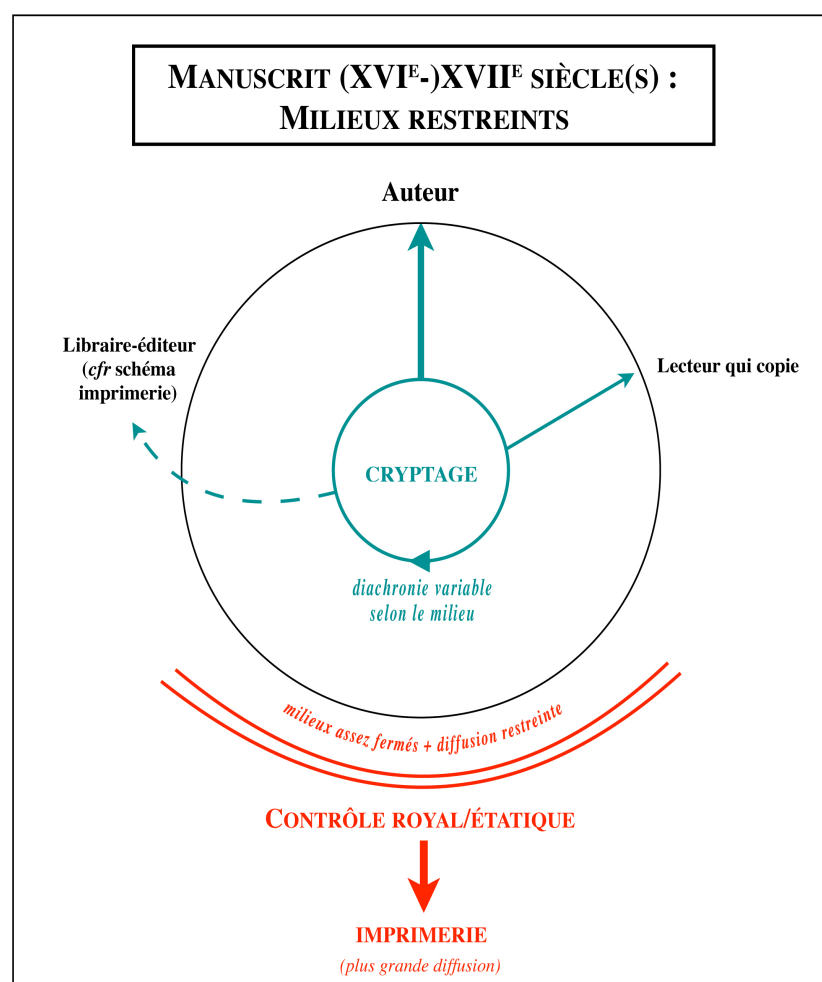 MANUSCRIT (XVIᴱ-)XVIIᴱ SIÈCLE(S) :
MILIEUX RESTREINTS
Auteur
Libraire-éditeur
(cfr schéma
imprimerie)
Lecteur qui copie
CRYPTAGE
diachronie variable
selon le milieu
milieux assez fermés + diffusion restreinte
CONTRÔLE ROYAL/ÉTATIQUE
IMPRIMERIE
(plus grande diffusion)